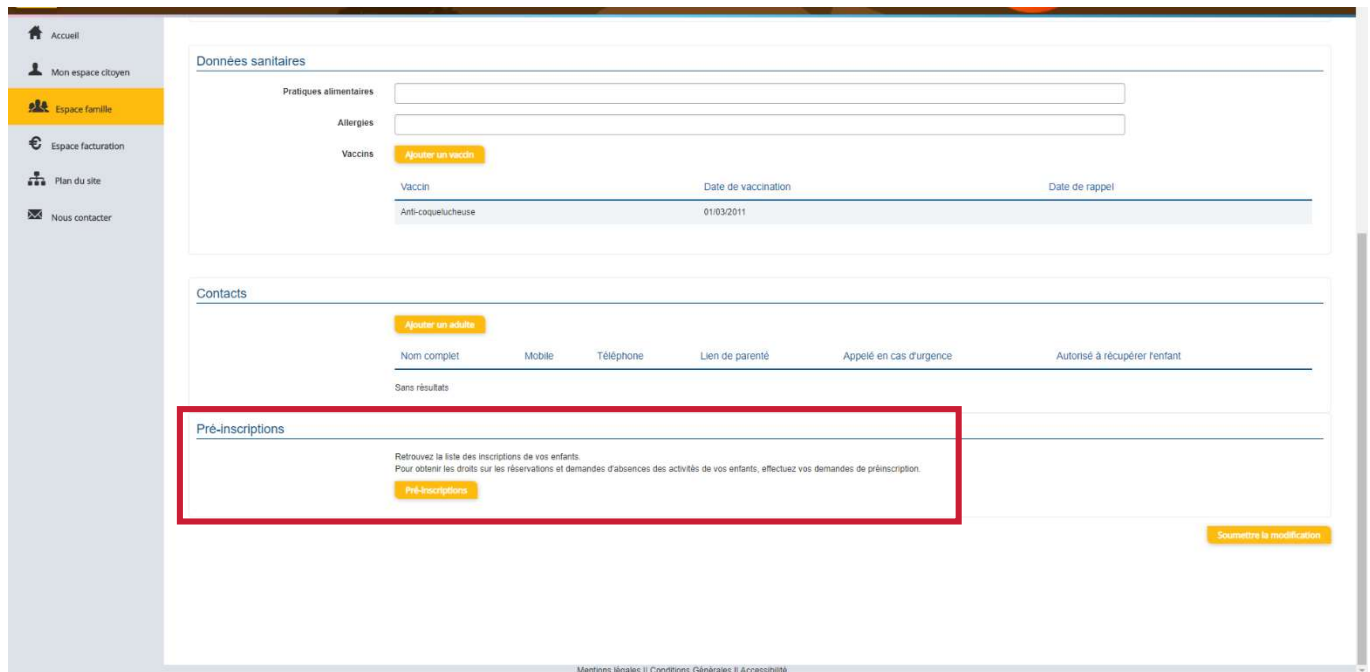 Accueil
Mon espace citoyen
Espace famille
Espace facturation
Plan du site
Nous contacter
Données sanitaires
Pratiques alimentaires
Allergies
Vaccins Ajouter un vaccin
Vaccin Date de vaccination Date de rappel
Anti-coquelucheuse 01/03/2011
Contacts
Ajouter un adulte
Nom complet Mobile Téléphone Lien de parenté Appelé en cas d'urgence Autorisé à récupérer l'enfant
Sans résultats
Pré-inscriptions
Retrouvez la liste des inscriptions de vos enfants.
Pour obtenir les droits sur les réservations et demandes d'absences des activités de vos enfants, effectuez vos demandes de préinscription.
Pré-inscriptions
Soumettre la modification
Mentions légales || Conditions Générales || Accessibilité